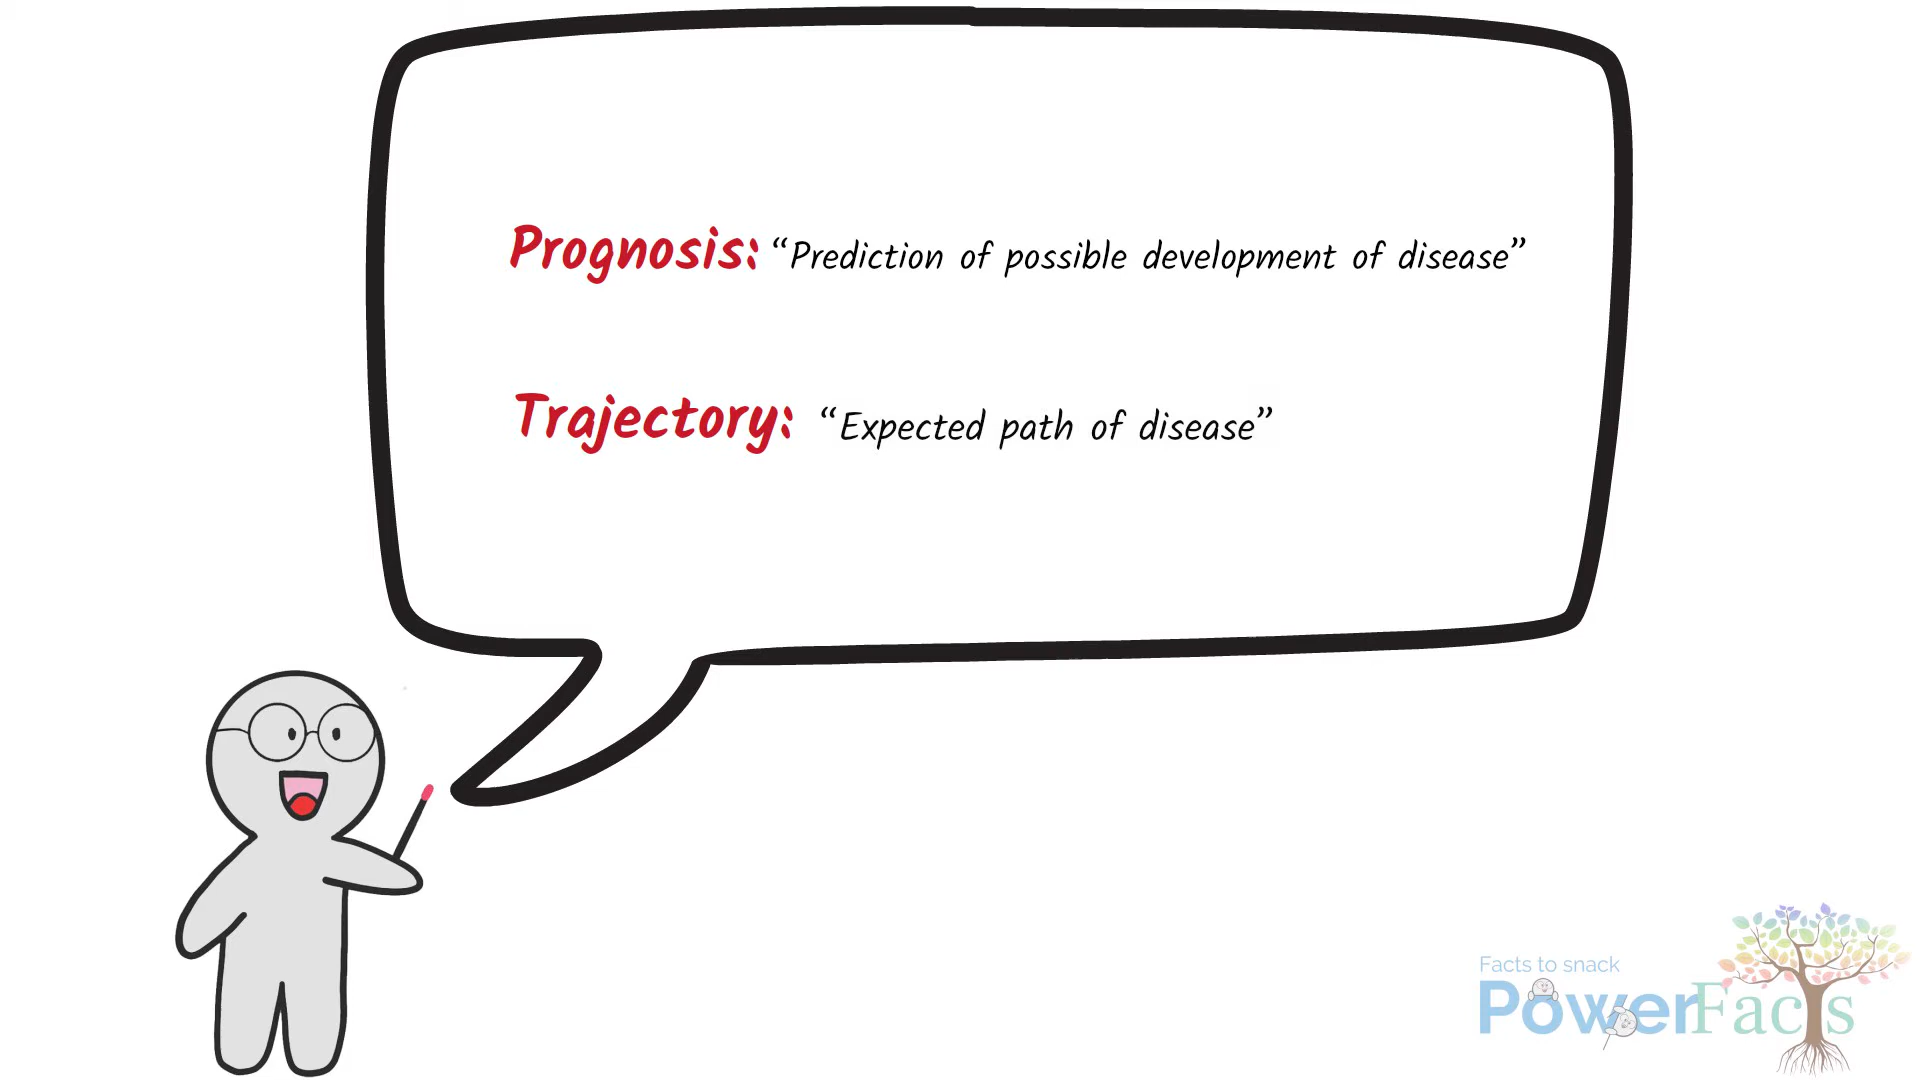 Prognosis: “Prediction of possible development of disease”
Trajectory: “Expected path of disease”
Facts to snack
PowerFacts